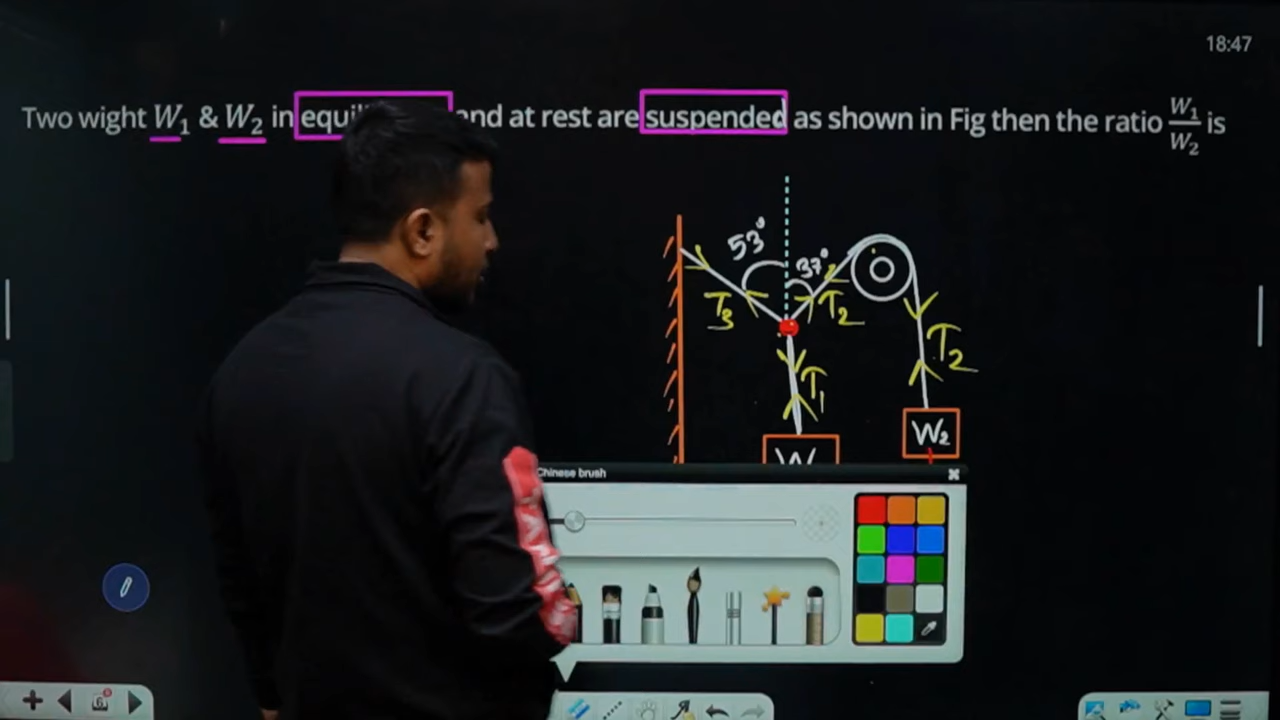 18:47
Two wight W₁ & W₂ in and at rest are suspended as shown in Fig then the ratio W₁/W₂ is
53° 37°
T₃ T₂
T₂
T₁
W₂
W
Chinese brush